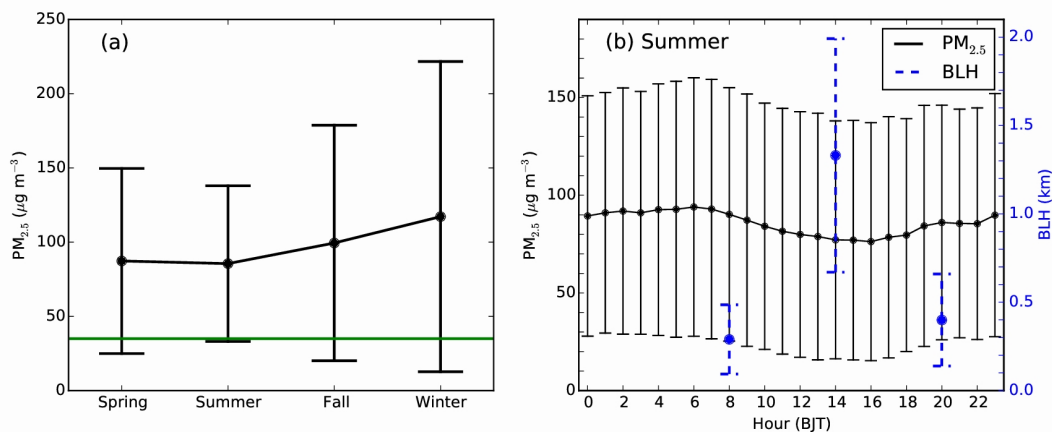 (a)
PM2.5 (μg m−3)
250
200
150
100
50
0
Spring Summer Fall Winter
(b) Summer
PM2.5
BLH
PM2.5 (μg m−3)
150
100
50
0
0 2 4 6 8 10 12 14 16 18 20 22
Hour (BJT)
2.0
1.5
1.0
0.5
0.0
BLH (km)